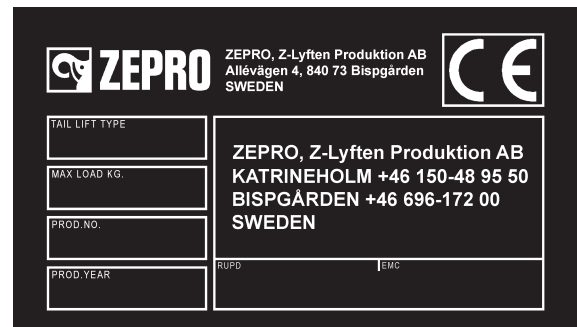 ZEPRO
ZEPRO, Z-Lyften Produktion AB
Allévägen 4, 840 73 Bispgården
SWEDEN
CE
TAIL LIFT TYPE
MAX LOAD KG.
PROD.NO.
PROD.YEAR
ZEPRO, Z-Lyften Produktion AB
KATRINEHOLM +46 150-48 95 50
BISPGÅRDEN +46 696-172 00
SWEDEN
RUPD
EMC